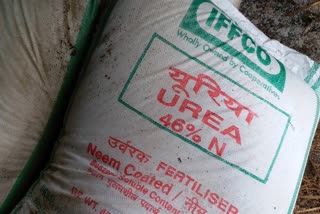 IFFCO
Wholly Owned by Cooperatives
यूरिया
UREA
46% N
उर्वरक FERTILISER
Neem Coated /